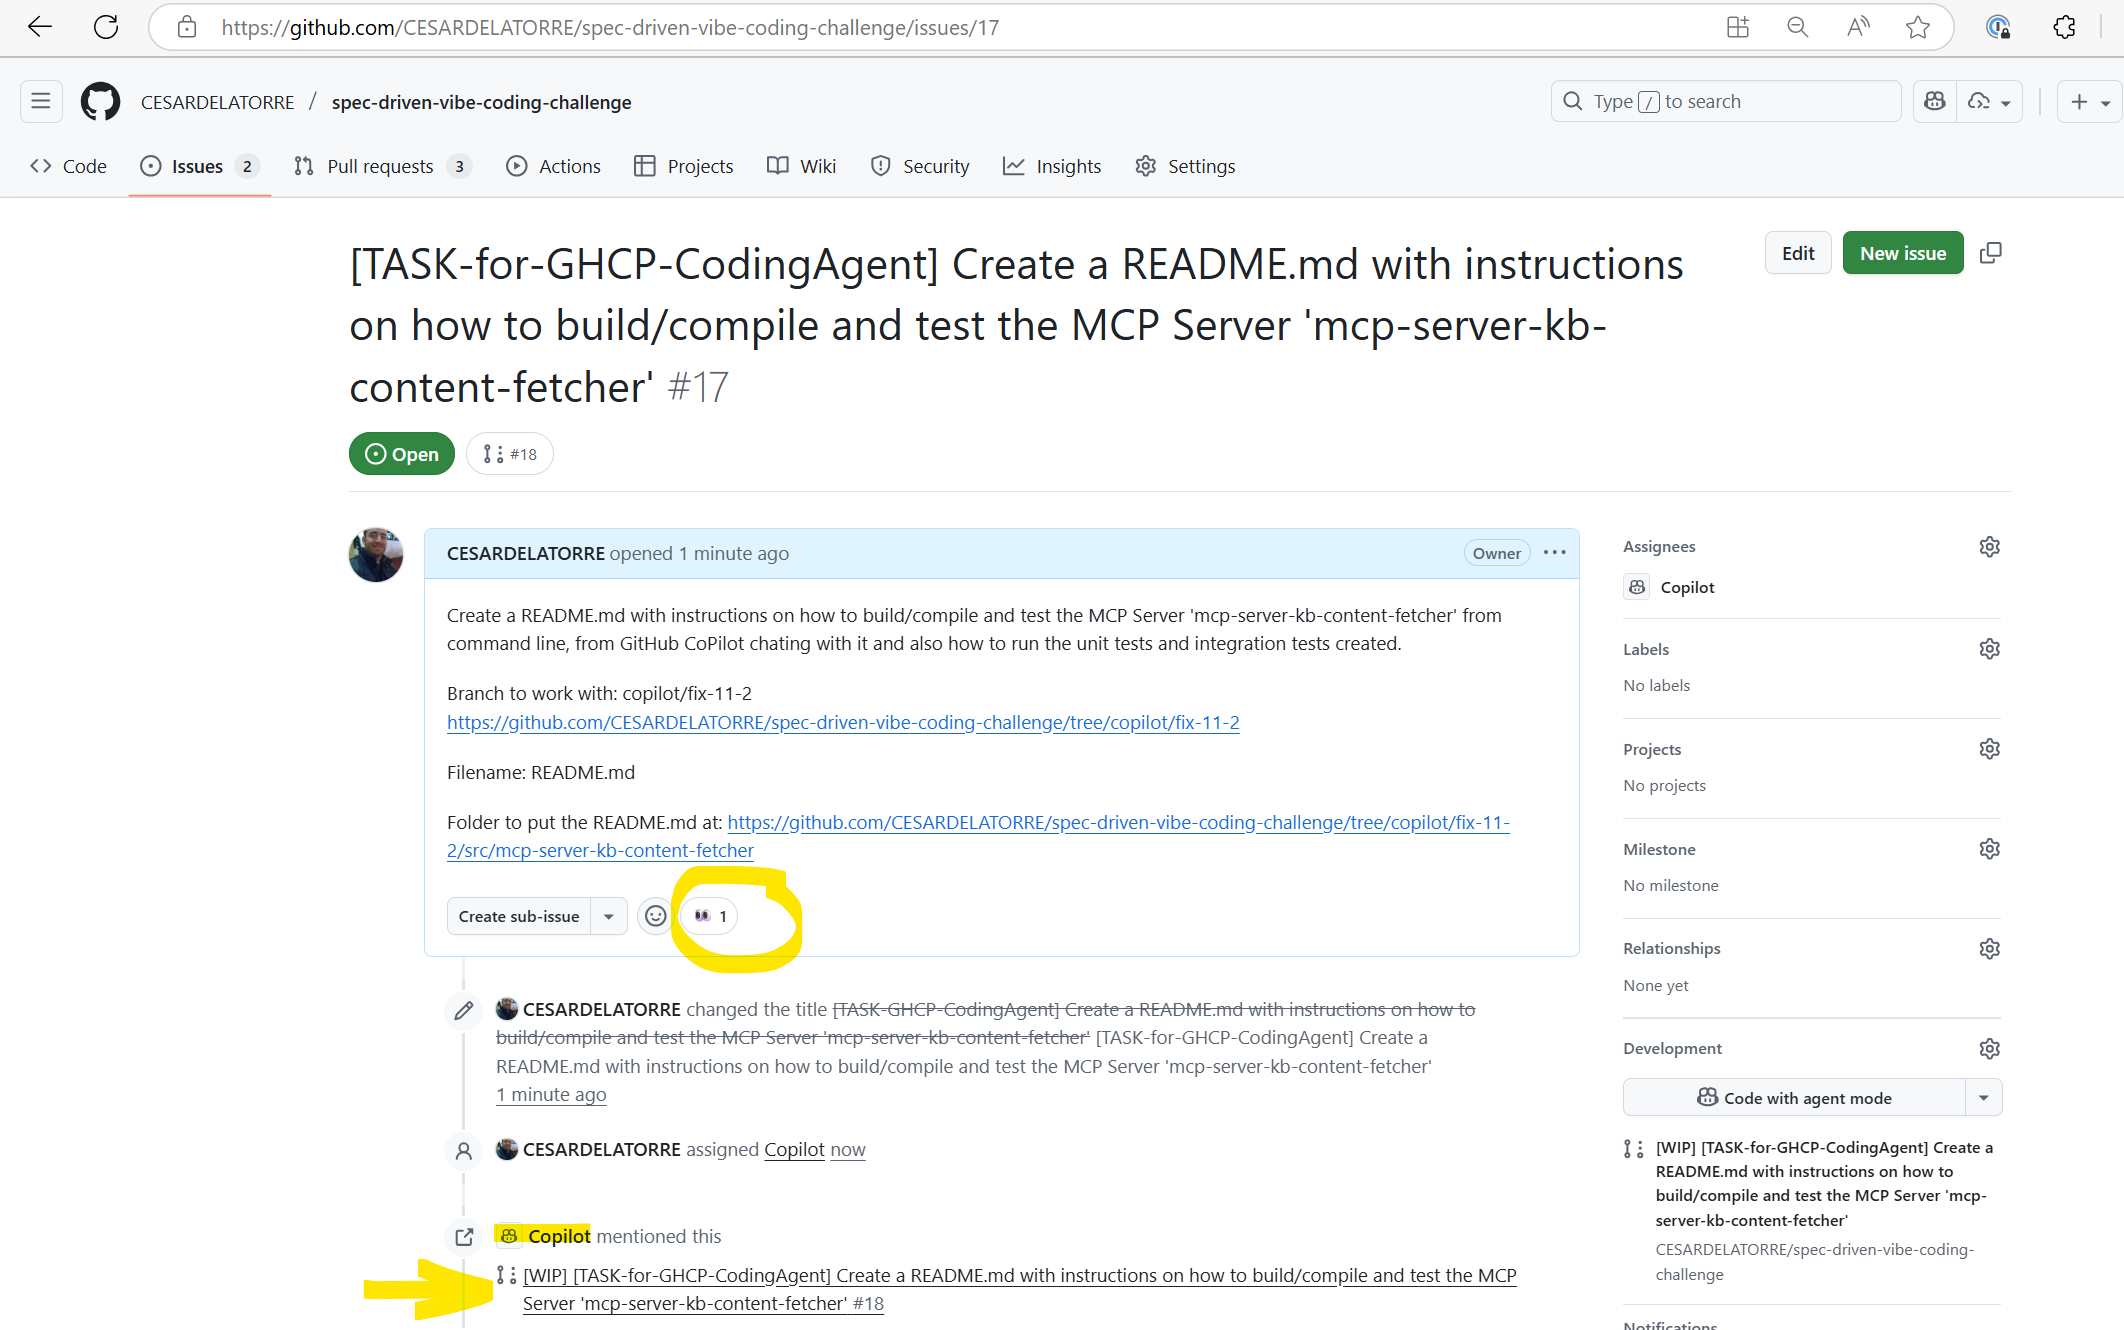 https://github.com/CESARDELATORRE/spec-driven-vibe-coding-challenge/issues/17
CESARDELATORRE / spec-driven-vibe-coding-challenge
Type / to search
Code
Issues 2
Pull requests 3
Actions
Projects
Wiki
Security
Insights
Settings
[TASK-for-GHCP-CodingAgent] Create a README.md with instructions
on how to build/compile and test the MCP Server 'mcp-server-kb-
content-fetcher' #17
Edit
New issue
Open
#18
CESARDELATORRE opened 1 minute ago
Owner
Create a README.md with instructions on how to build/compile and test the MCP Server 'mcp-server-kb-content-fetcher' from
command line, from GitHub CoPilot chating with it and also how to run the unit tests and integration tests created.
Branch to work with: copilot/fix-11-2
https://github.com/CESARDELATORRE/spec-driven-vibe-coding-challenge/tree/copilot/fix-11-2
Filename: README.md
Folder to put the README.md at: https://github.com/CESARDELATORRE/spec-driven-vibe-coding-challenge/tree/copilot/fix-11-
2/src/mcp-server-kb-content-fetcher
Create sub-issue
👀 1
CESARDELATORRE changed the title [TASK-GHCP-CodingAgent] Create a README.md with instructions on how to
build/compile and test the MCP Server 'mcp-server-kb-content-fetcher' [TASK-for-GHCP-CodingAgent] Create a
README.md with instructions on how to build/compile and test the MCP Server 'mcp-server-kb-content-fetcher'
1 minute ago
CESARDELATORRE assigned Copilot now
Copilot mentioned this
[WIP] [TASK-for-GHCP-CodingAgent] Create a README.md with instructions on how to build/compile and test the MCP
Server 'mcp-server-kb-content-fetcher' #18
Assignees
Copilot
Labels
No labels
Projects
No projects
Milestone
No milestone
Relationships
None yet
Development
Code with agent mode
[WIP] [TASK-for-GHCP-CodingAgent] Create a
README.md with instructions on how to
build/compile and test the MCP Server 'mcp-
server-kb-content-fetcher'
CESARDELATORRE/spec-driven-vibe-coding-
challenge
Notifications